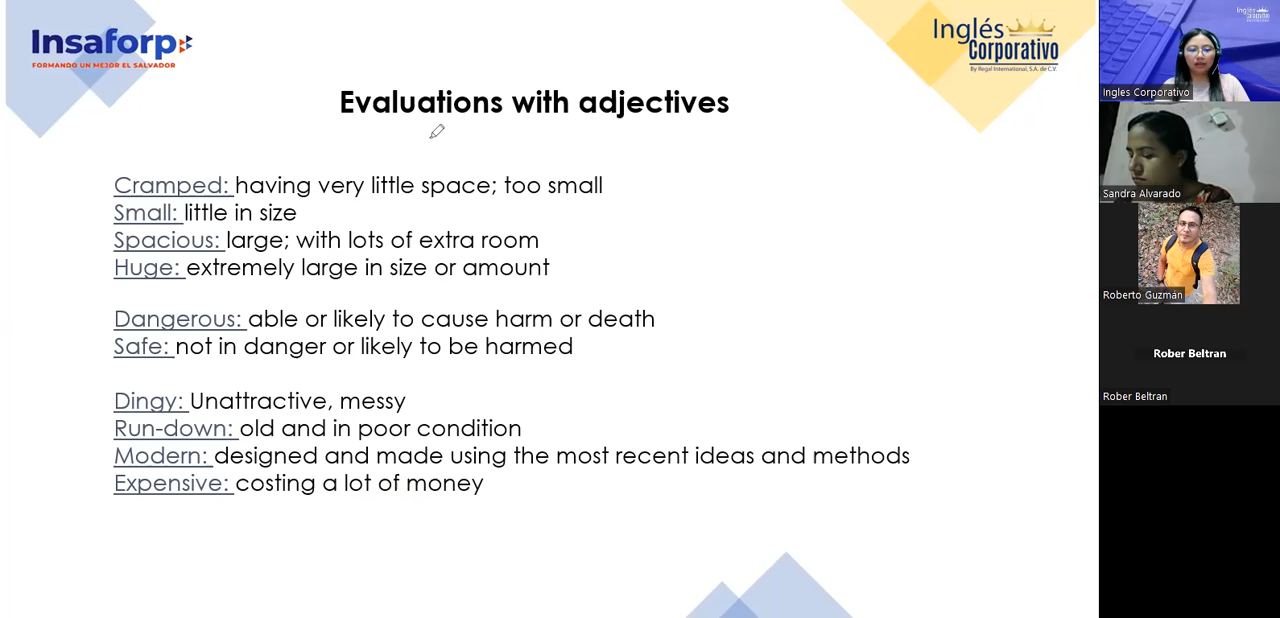 Insaforp
FORMANDO UN MEJOR EL SALVADOR
Inglés
Corporativo
By Regal International, S.A. de C.V.
Evaluations with adjectives
Cramped: having very little space; too small
Small: little in size
Spacious: large; with lots of extra room
Huge: extremely large in size or amount
Dangerous: able or likely to cause harm or death
Safe: not in danger or likely to be harmed
Dingy: Unattractive, messy
Run-down: old and in poor condition
Modern: designed and made using the most recent ideas and methods
Expensive: costing a lot of money
Inglés
Ingles Corporativo
Sandra Alvarado
Roberto Guzmán
Rober Beltran
Rober Beltran